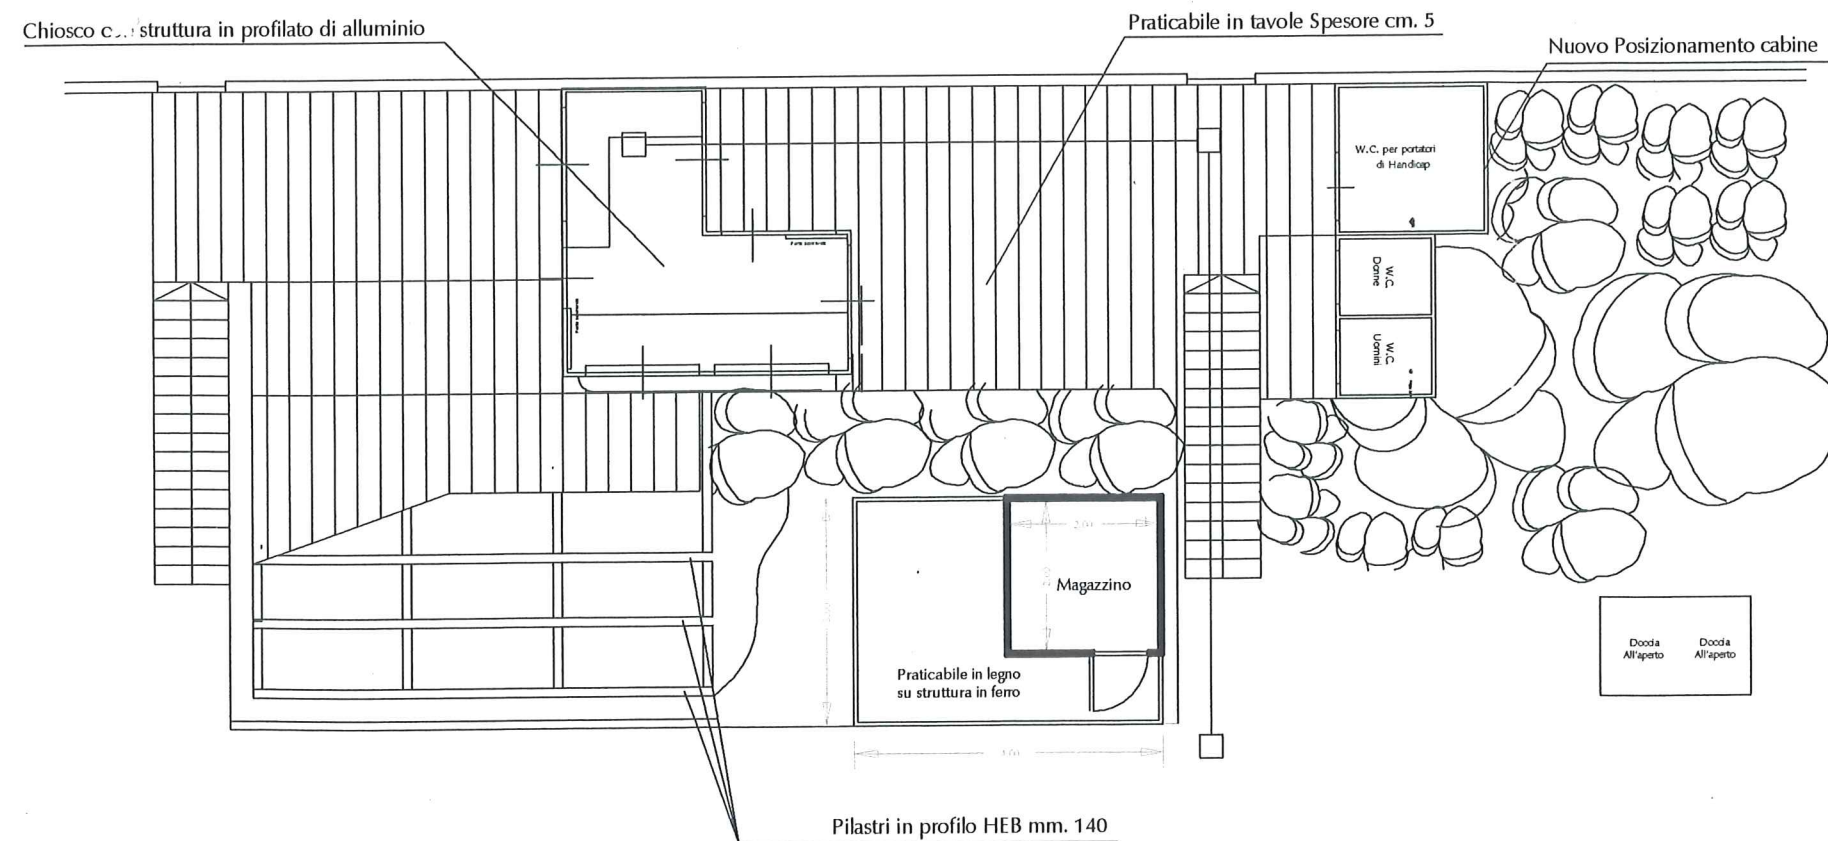 Chiosco struttura in profilato di alluminio
Praticabile in tavole Spesore cm. 5
Nuovo Posizionamento cabine
W.C. per portatori
di Handicap
W.C.
Donne
W.C.
Uomini
2.00
Magazzino
Praticabile in legno
su struttura in ferro
Doccia
All'aperto
Doccia
All'aperto
Pilastri in profilo HEB mm. 140